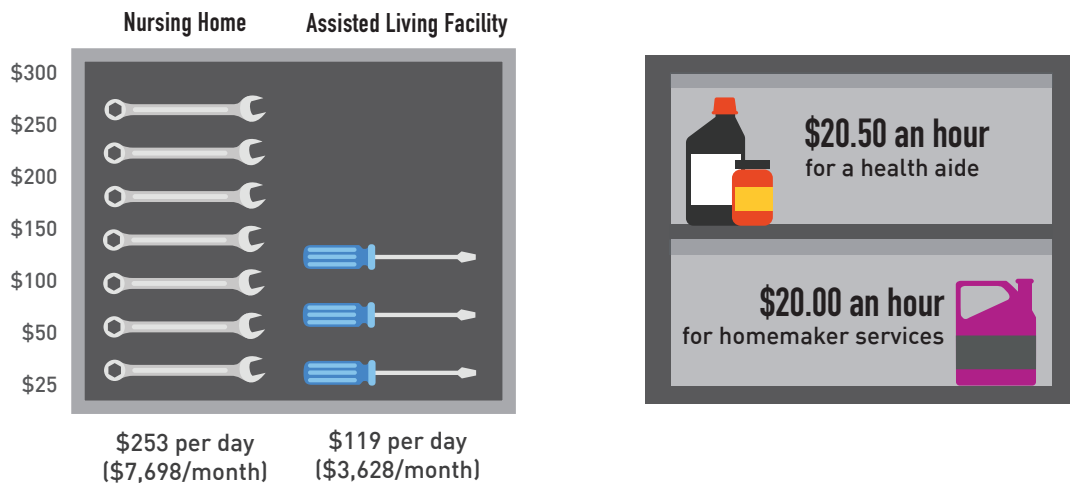 Nursing Home
Assisted Living Facility
$300
$250
$200
$150
$100
$50
$25
$253 per day
($7,698/month)
$119 per day
($3,628/month)
$20.50 an hour
for a health aide
$20.00 an hour
for homemaker services